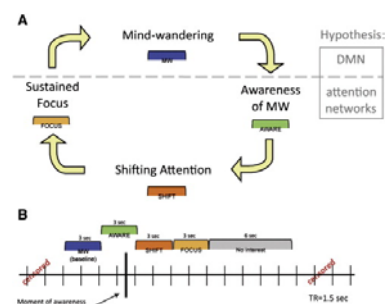 A
Mind-wandering
MW
Hypothesis:
DMN
attention
networks
Sustained
Focus
FOCUS
Awareness
of MW
AWARE
Shifting Attention
SHIFT
B
3 sec
AWARE
3 sec
MW
(baseline)
3 sec
SHIFT
3 sec
FOCUS
6 sec
No Interest
censored
censored
Moment of awareness
TR=1.5 sec